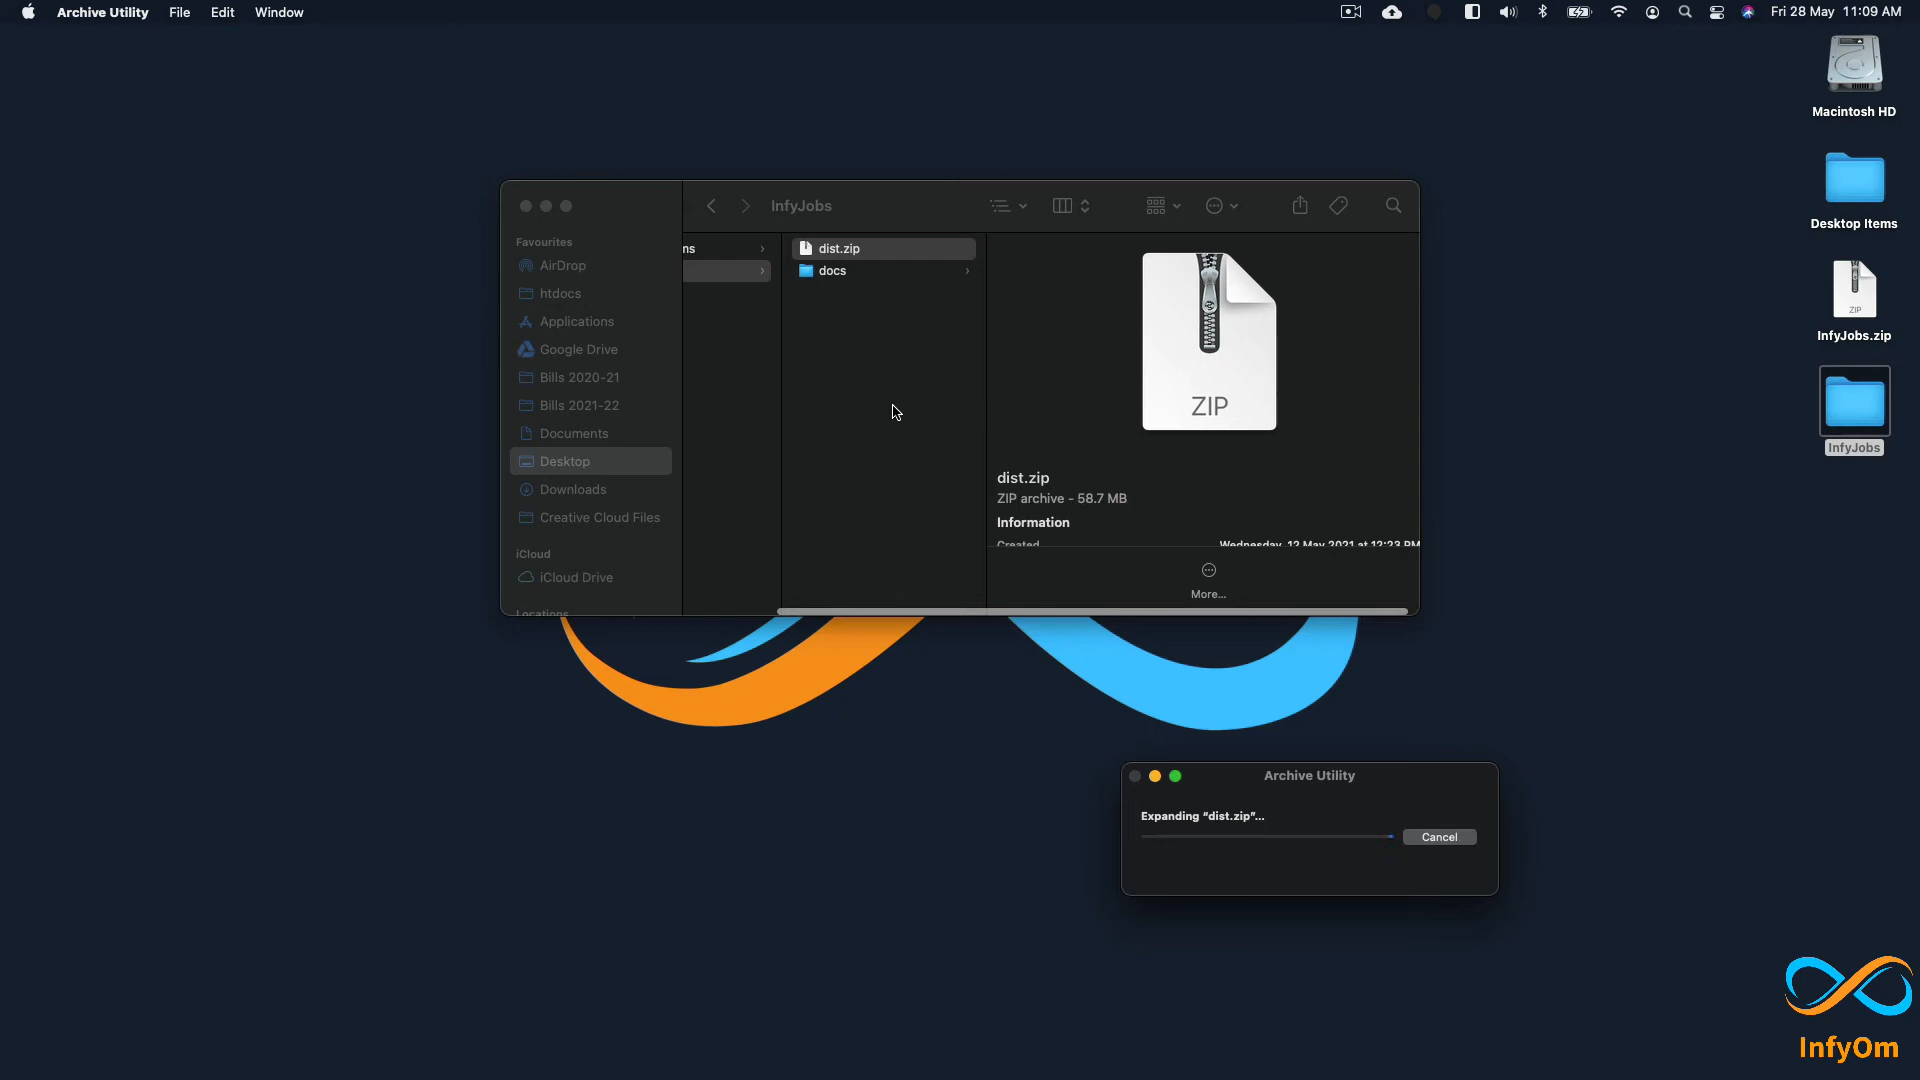 Archive Utility File Edit Window
Fri 28 May 11:09 AM
Macintosh HD
Desktop Items
ZIP
InfyJobs.zip
InfyJobs
InfyJobs
Favourites
AirDrop
htdocs
Applications
Google Drive
Bills 2020-21
Bills 2021-22
Documents
Desktop
Downloads
Creative Cloud Files
iCloud
iCloud Drive
Locations
ns
dist.zip
docs
ZIP
dist.zip
ZIP archive - 58.7 MB
Information
Created Wednesday, 12 May 2021 at 12:23 PM
More...
Archive Utility
Expanding “dist.zip”...
Cancel
InfyOm